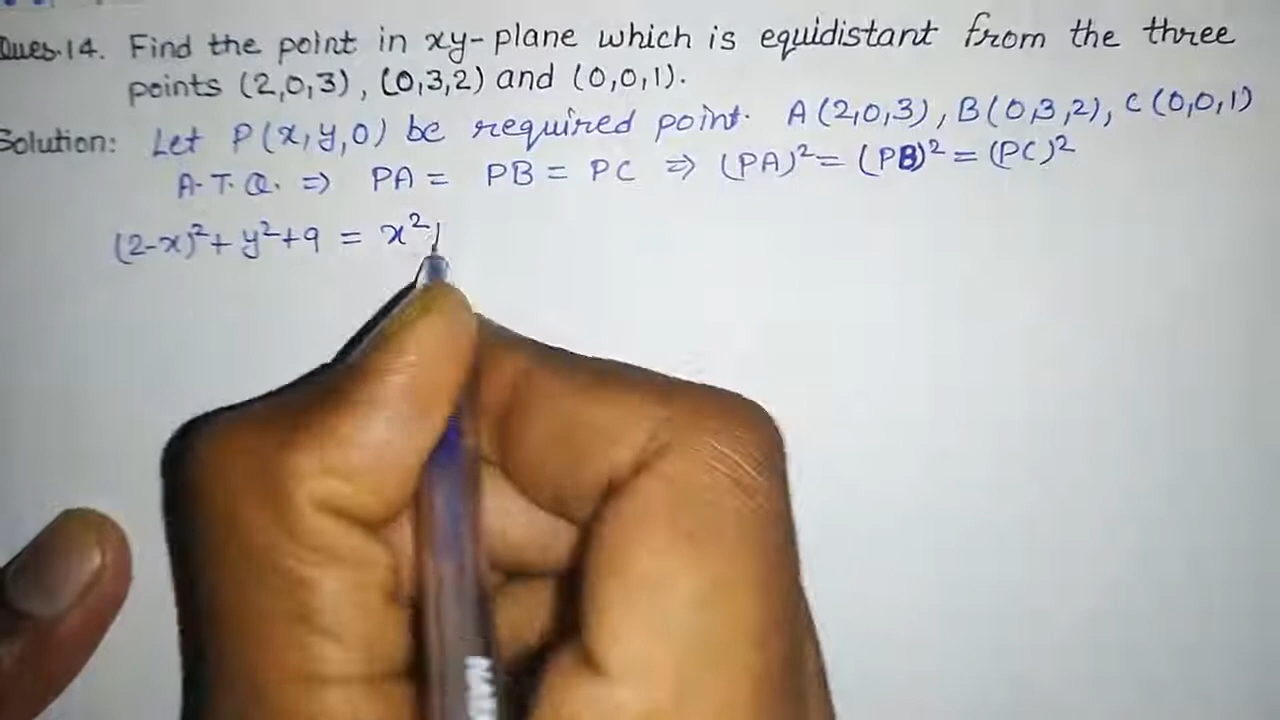 Ques.14. Find the point in xy-plane which is equidistant from the three
points (2,0,3), (0,3,2) and (0,0,1).
Solution: Let P(x,y,0) be required point. A(2,0,3), B(0,3,2), C(0,0,1)
A.T.Q. ⇒ PA = PB = PC ⇒ (PA)² = (PB)² = (PC)²
(2-x)² + y² + 9 = x²